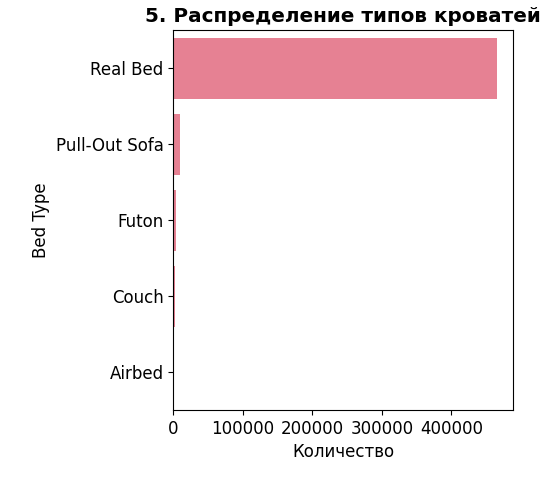 5. Распределение типов кроватей
Real Bed
Pull-Out Sofa
Futon
Couch
Airbed
Bed Type
0 100000 200000 300000 400000
Количество